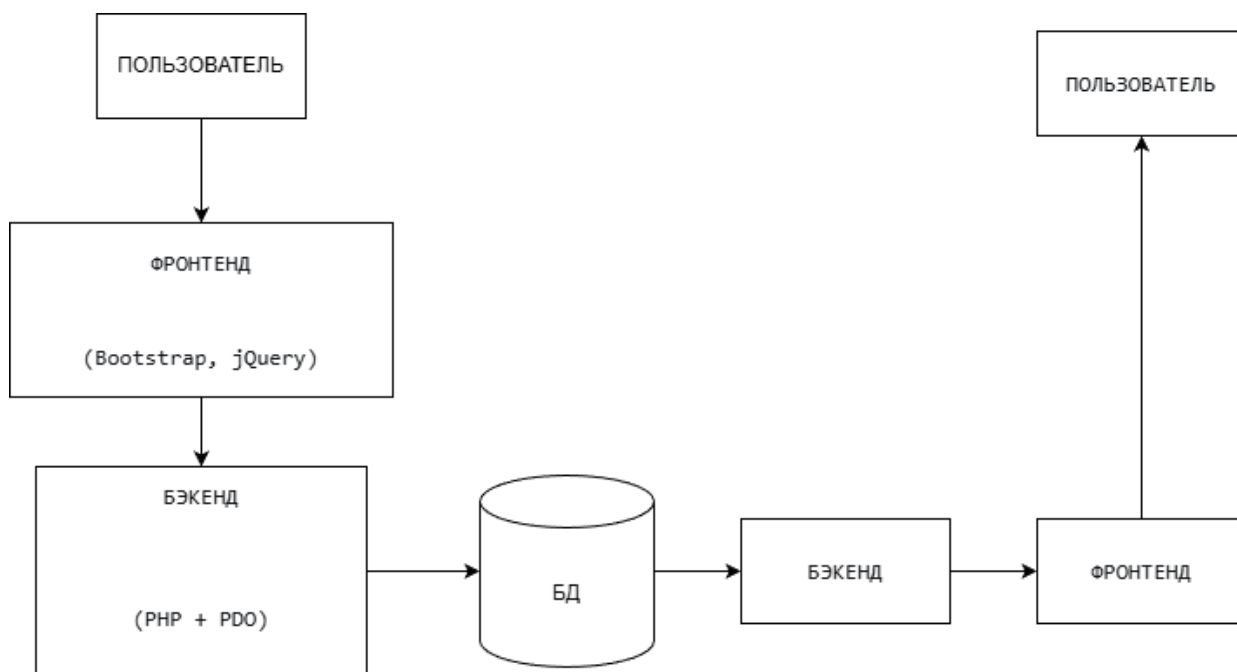 ПОЛЬЗОВАТЕЛЬ
ФРОНТЕНД
(Bootstrap, jQuery)
БЭКЕНД
(PHP + PDO)
БД
БЭКЕНД
ФРОНТЕНД
ПОЛЬЗОВАТЕЛЬ